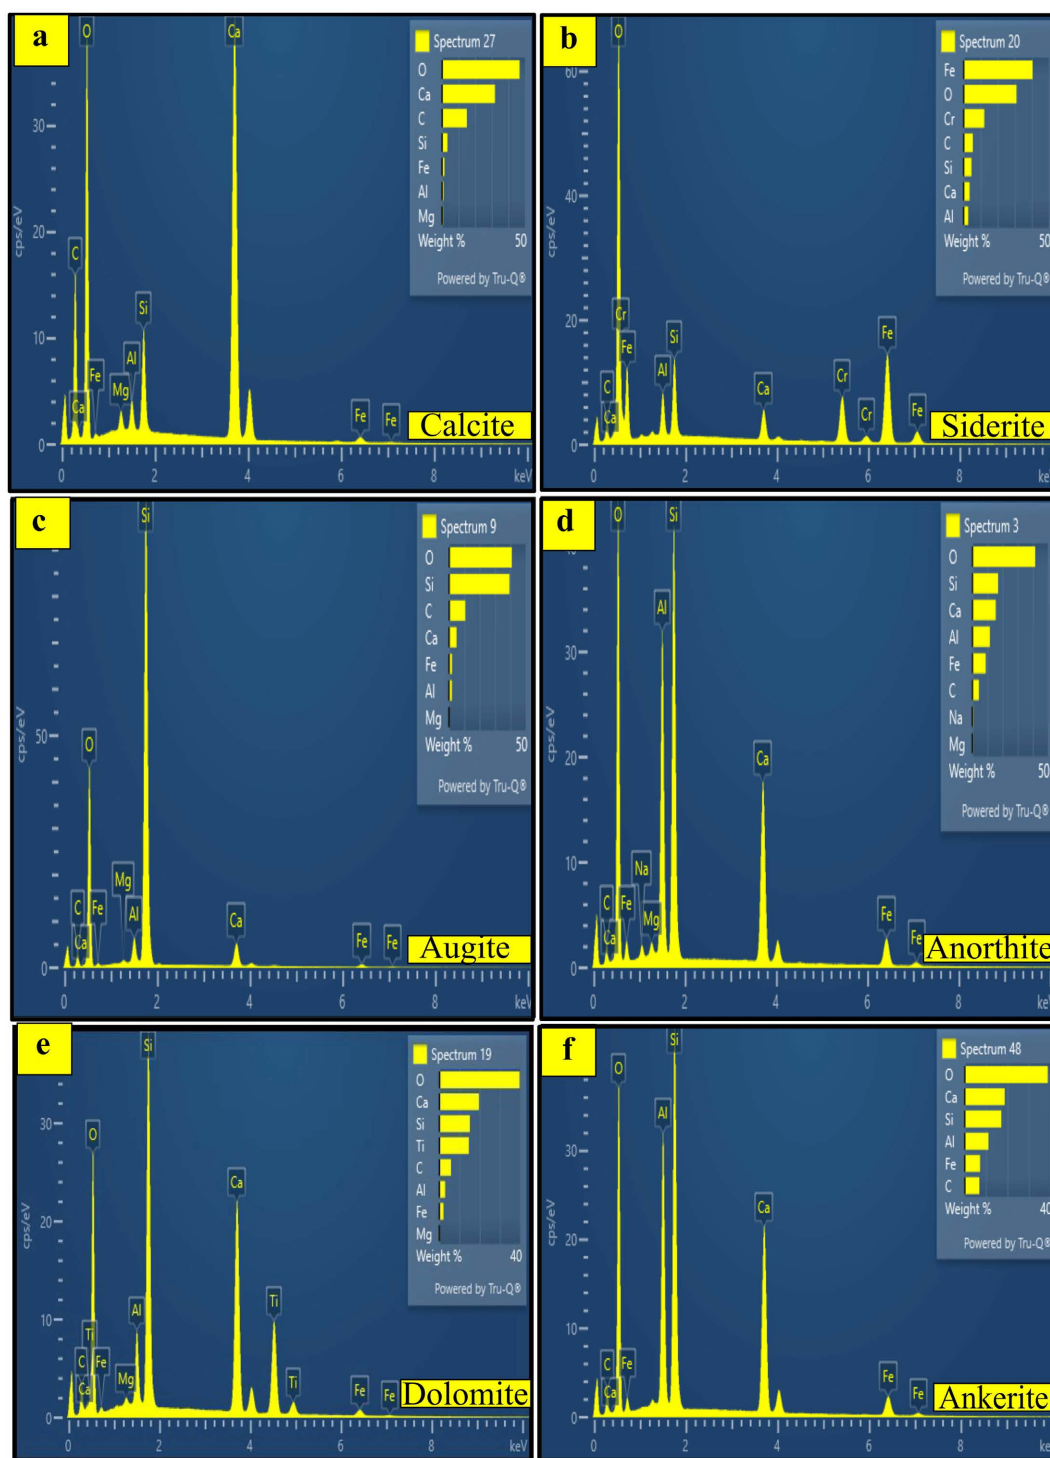 a
Spectrum 27
O
Ca
C
Si
Fe
Al
Mg
Weight % 50
Powered by Tru-Q®
O
Ca
C
Si
Al
Fe
Mg
Ca
Fe
Fe
cps/eV
30
20
10
0
0 2 4 6 8 keV
Calcite
b
Spectrum 20
Fe
O
Cr
C
Si
Ca
Al
Weight % 50
Powered by Tru-Q®
O
Cr
Fe
C
Ca
Al
Si
Ca
Cr
Cr
Fe
Fe
cps/eV
60
40
20
0
0 2 4 6 8 ke
Siderite
c
Spectrum 9
O
Si
C
Ca
Fe
Al
Mg
Weight % 50
Powered by Tru-Q®
Si
O
Mg
C
Fe
Al
Ca
Ca
Fe
Fe
cps/eV
50
0
0 2 4 6 8 keV
Augite
d
Spectrum 3
O
Si
Ca
Al
Fe
C
Na
Mg
Weight % 50
Powered by Tru-Q®
O
Si
Al
Ca
Na
C
Fe
Mg
Ca
Fe
Fe
cps/eV
40
30
20
10
0
0 2 4 6 8 ke
Anorthite
e
Spectrum 19
O
Ca
Si
Ti
C
Al
Fe
Mg
Weight % 40
Powered by Tru-Q®
Si
O
Ca
Al
Ti
Ti
C
Fe
Mg
Ca
Ti
Fe
Fe
cps/eV
30
20
10
0
0 2 4 6 8 keV
Dolomite
f
Spectrum 48
O
Ca
Si
Al
Fe
C
Weight % 40
Powered by Tru-Q®
Si
O
Al
Ca
C
Fe
Ca
Fe
Fe
cps/eV
30
20
10
0
0 2 4 6 8 ke
Ankerite